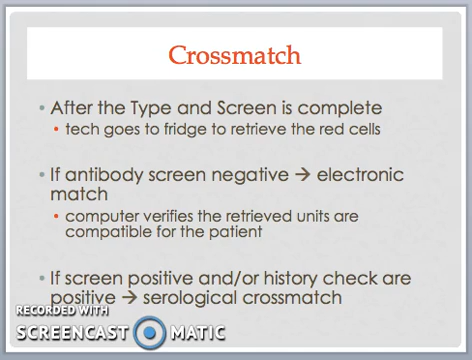 Crossmatch
• After the Type and Screen is complete
• tech goes to fridge to retrieve the red cells
• If antibody screen negative → electronic
match
• computer verifies the retrieved units are
compatible for the patient
• If screen positive and/or history check are
positive → serological crossmatch
RECORDED WITH
SCREENCAST MATIC